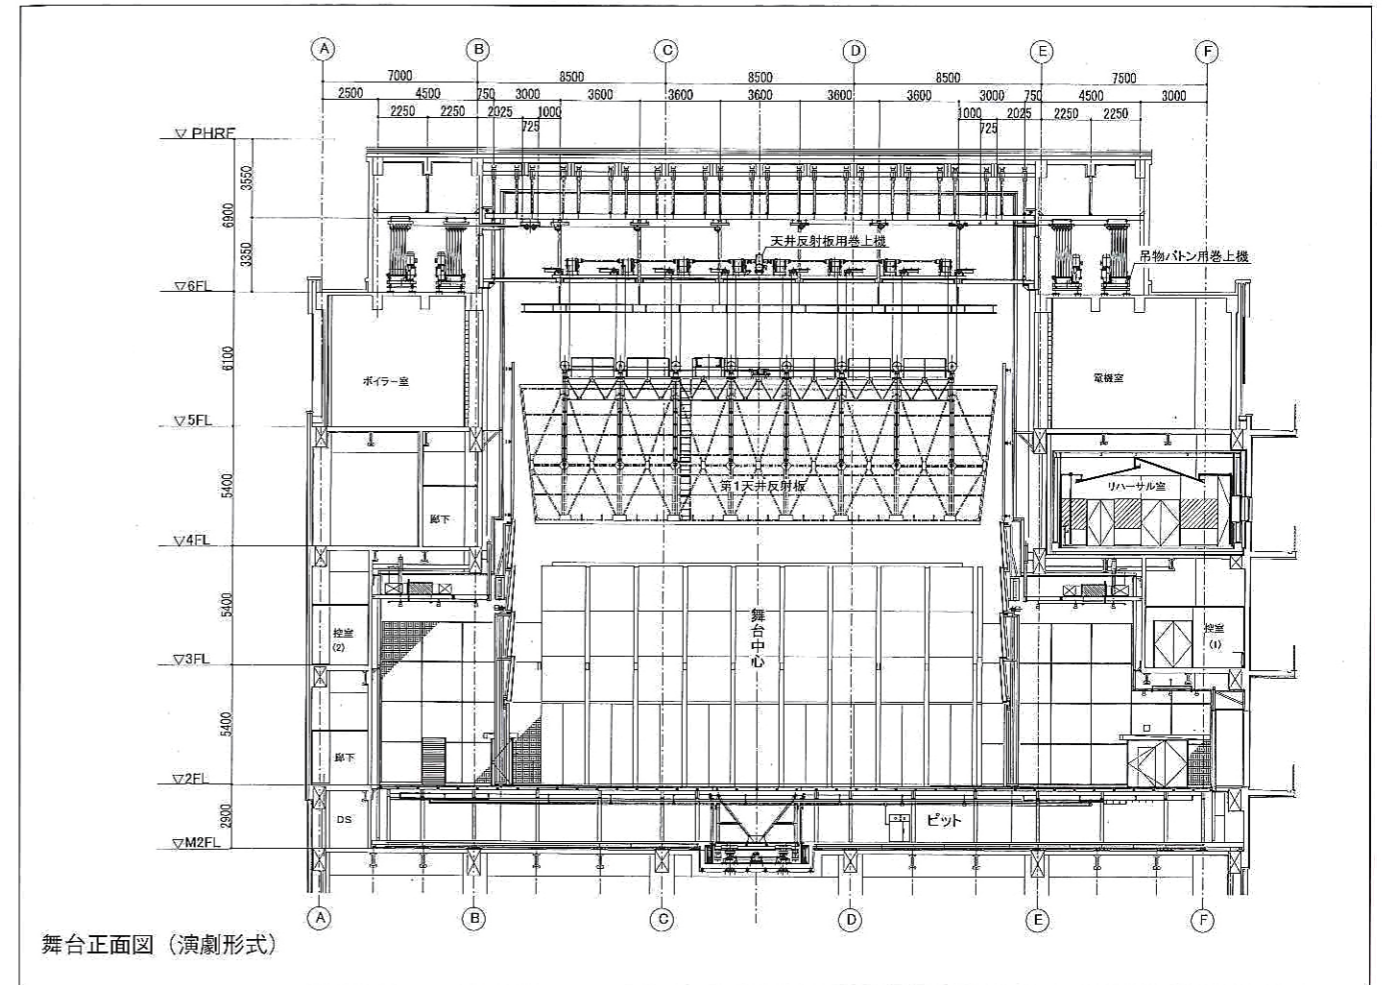 A B C D E F
7000 8500 8500 8500 7500
2500 4500 750 3000 3600 3600 3600 3600 3600 3000 750 4500 3000
2250 2250 2025 1000 1000 2025 2250 2250
725 725
▽ PHRF
3550
6900
3350
天井反射板用巻上機
吊物バトン用巻上機
▽6FL
6100
ボイラー室
電機室
▽5FL
5400
第1天井反射板
リハーサル室
廊下
▽4FL
5400
舞台中心
控室
(2)
控室
(1)
▽3FL
5400
廊下
▽2FL
2900
DS
ピット
▽M2FL
A B C D E F
舞台正面図（演劇形式）